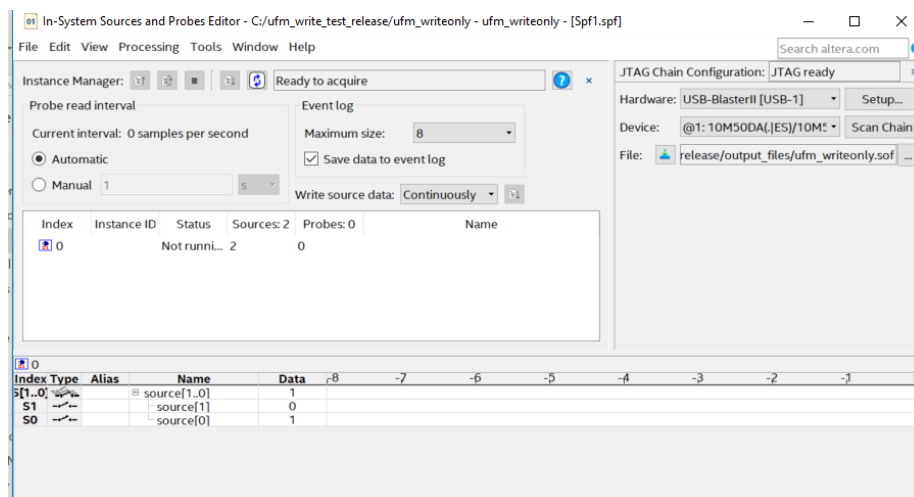 In-System Sources and Probes Editor - C:/ufm_write_test_release/ufm_writeonly - ufm_writeonly - [Spf1.spf]
File Edit View Processing Tools Window Help
Search altera.com
Instance Manager:
Ready to acquire
JTAG Chain Configuration: JTAG ready
Probe read interval
Event log
Hardware: USB-BlasterII [USB-1]
Setup...
Current interval: 0 samples per second
Maximum size: 8
Device: @1: 10M50DA(.|ES)/10M5
Scan Chain
Automatic
Save data to event log
File: release/output_files/ufm_writeonly.sof ...
Manual 1 s
Write source data: Continuously
Index Instance ID Status Sources: 2 Probes: 0 Name
0 Not runni... 2 0
0
Index Type Alias Name Data -8 -7 -6 -5 -4 -3 -2 -1
S[1..0] source[1..0] 1
S1 source[1] 0
S0 source[0] 1